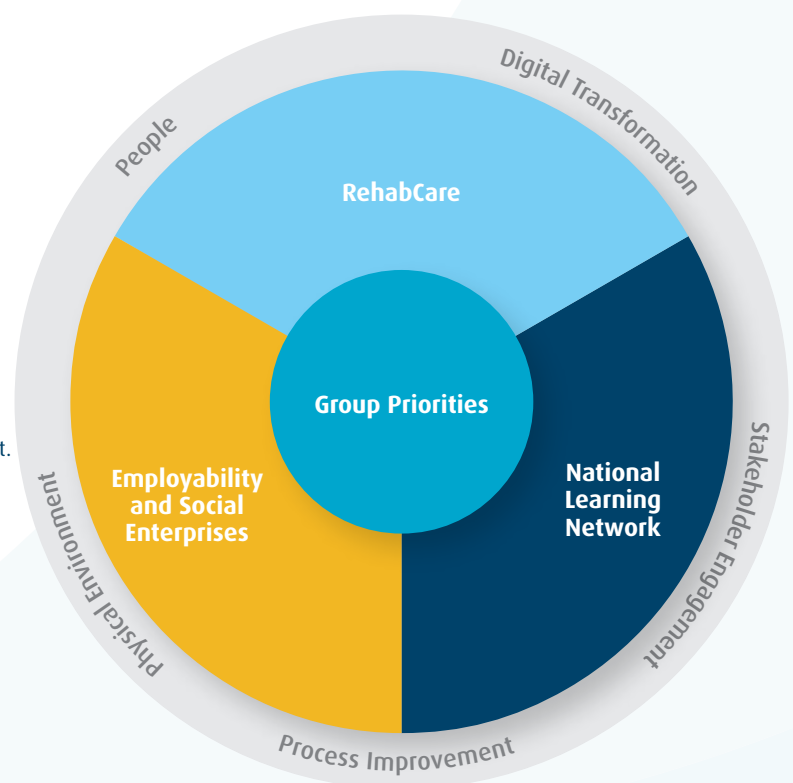 Digital Transformation
People
RehabCare
Group Priorities
t.
Employability
and Social
Enterprises
National
Learning
Network
Stakeholder Engagement
Physical Environment
Process Improvement